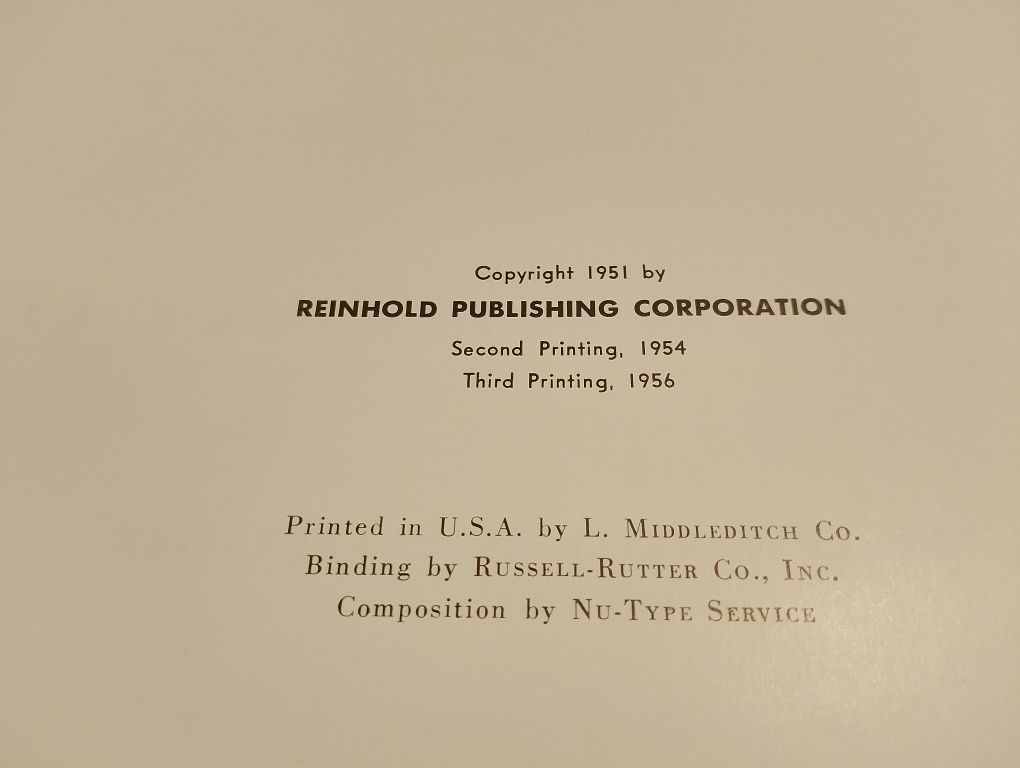 Copyright 1951 by
REINHOLD PUBLISHING CORPORATION
Second Printing, 1954
Third Printing, 1956
Printed in U.S.A. by L. MIDDLEDITCH CO.
Binding by RUSSELL-RUTTER CO., INC.
Composition by NU-TYPE SERVICE